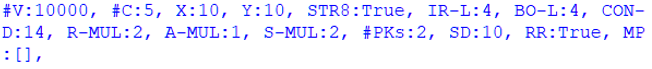 #V:10000, #C:5, X:10, Y:10, STR8:True, IR-L:4, BO-L:4, CON-
D:14, R-MUL:2, A-MUL:1, S-MUL:2, #PKs:2, SD:10, RR:True, MP
:[],